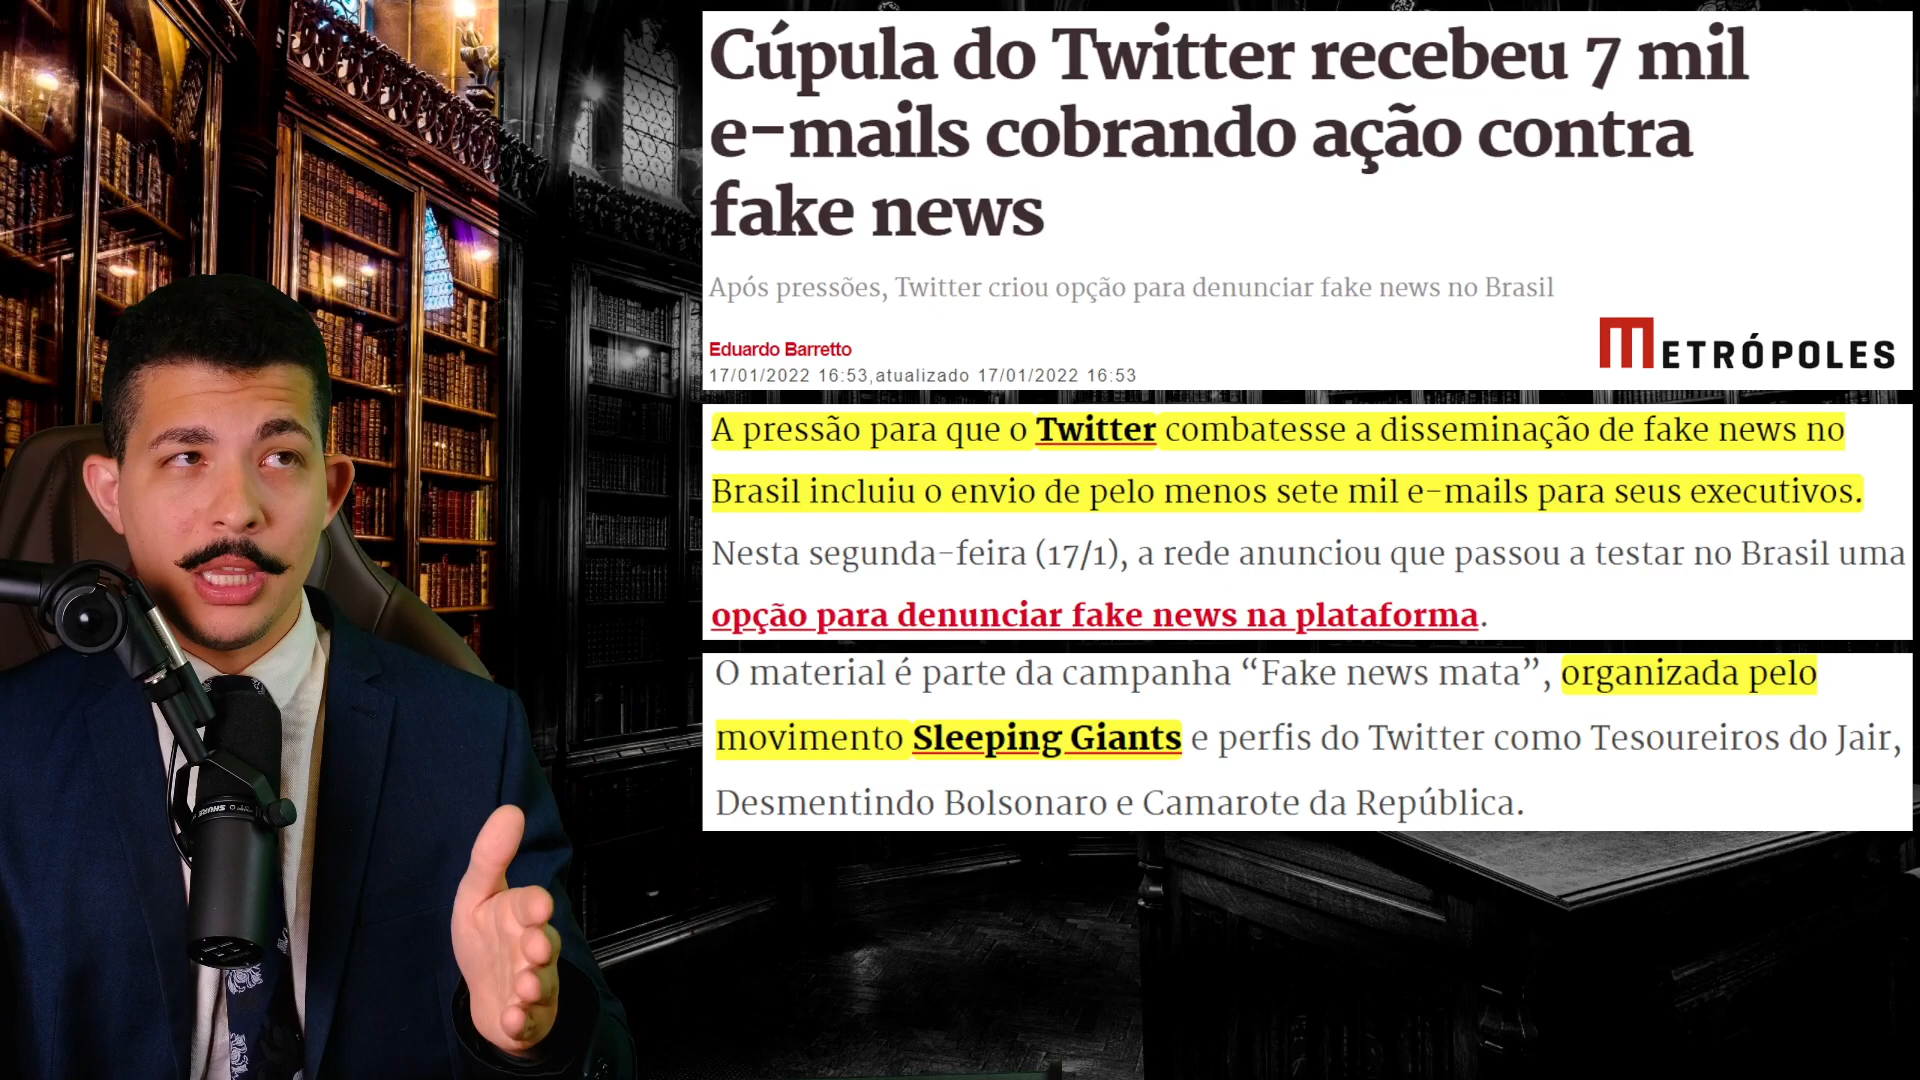 Cúpula do Twitter recebeu 7 mil
e-mails cobrando ação contra
fake news
Após pressões, Twitter criou opção para denunciar fake news no Brasil
Eduardo Barretto
17/01/2022 16:53,atualizado 17/01/2022 16:53
METRÓPOLES
A pressão para que o Twitter combatesse a disseminação de fake news no
Brasil incluiu o envio de pelo menos sete mil e-mails para seus executivos.
Nesta segunda-feira (17/1), a rede anunciou que passou a testar no Brasil uma
opção para denunciar fake news na plataforma.
O material é parte da campanha “Fake news mata”, organizada pelo
movimento Sleeping Giants e perfis do Twitter como Tesoureiros do Jair,
Desmentindo Bolsonaro e Camarote da República.
SHURE